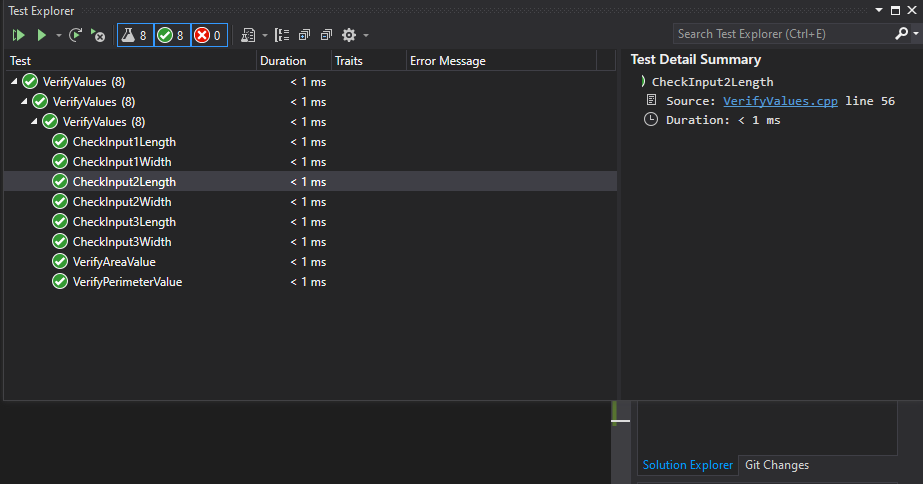 Test Explorer
8 8 0
Search Test Explorer (Ctrl+E)
Test Duration Traits Error Message
VerifyValues (8) < 1 ms
VerifyValues (8) < 1 ms
VerifyValues (8) < 1 ms
CheckInput1Length < 1 ms
CheckInput1Width < 1 ms
CheckInput2Length < 1 ms
CheckInput2Width < 1 ms
CheckInput3Length < 1 ms
CheckInput3Width < 1 ms
VerifyAreaValue < 1 ms
VerifyPerimeterValue < 1 ms
Test Detail Summary
CheckInput2Length
Source: VerifyValues.cpp line 56
Duration: < 1 ms
Solution Explorer Git Changes